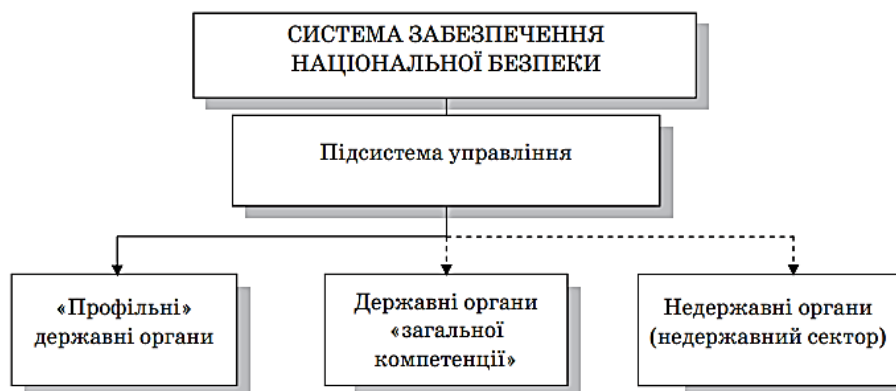 СИСТЕМА ЗАБЕЗПЕЧЕННЯ
НАЦІОНАЛЬНОЇ БЕЗПЕКИ
Підсистема управління
«Профільні»
державні органи
Державні органи
«загальної
компетенції»
Недержавні органи
(недержавний сектор)